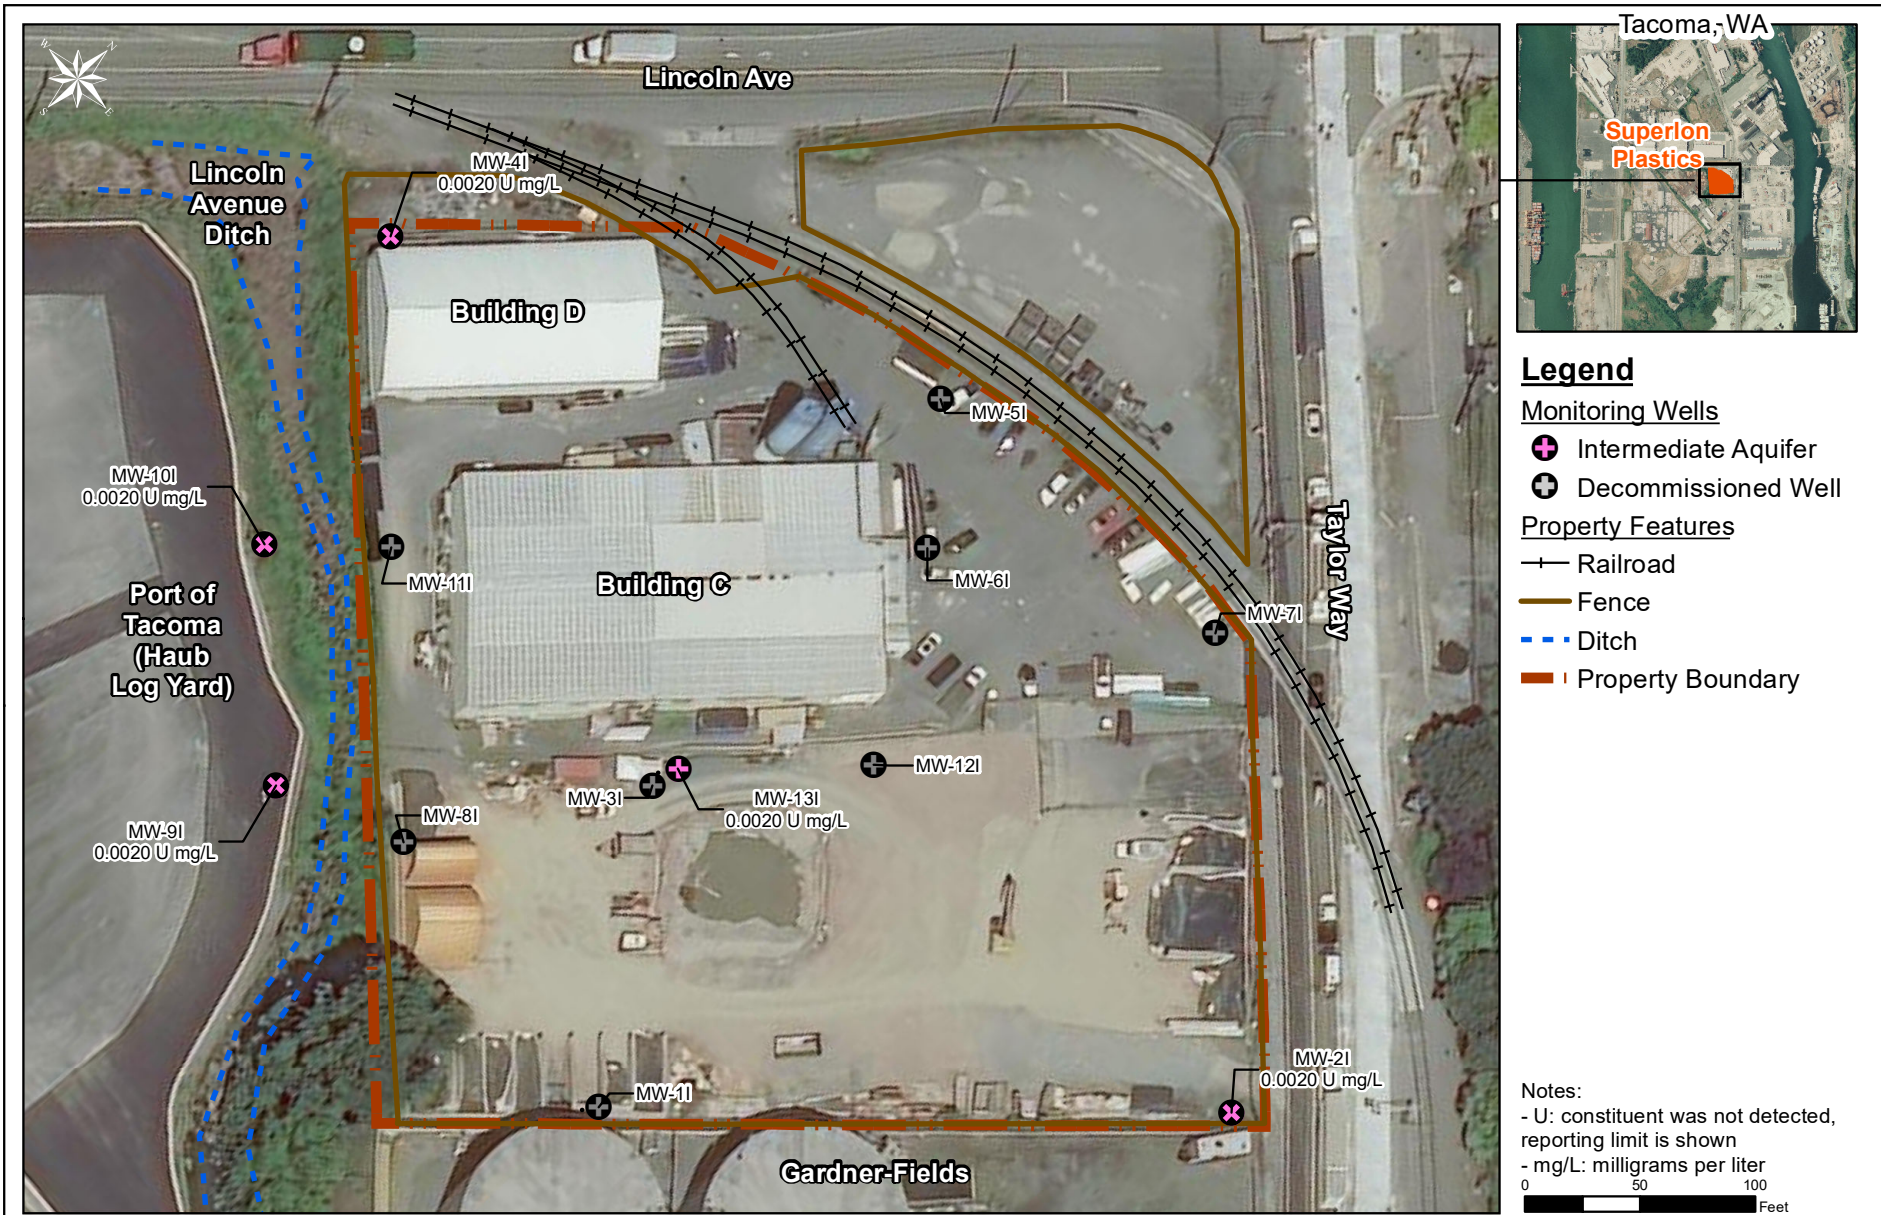 W
N
S
E
Lincoln Ave
MW-4I
0.0020 U mg/L
Lincoln
Avenue
Ditch
Building D
MW-5I
MW-10I
0.0020 U mg/L
MW-11I
Building C
MW-6I
Taylor Way
MW-7I
Port of
Tacoma
(Haub
Log Yard)
MW-12I
MW-3I
MW-13I
0.0020 U mg/L
MW-8I
MW-9I
0.0020 U mg/L
MW-2I
0.0020 U mg/L
MW-1I
Gardner-Fields
Tacoma, WA
Superlon
Plastics
Legend
Monitoring Wells
Intermediate Aquifer
Decommissioned Well
Property Features
Railroad
Fence
Ditch
Property Boundary
Notes:
- U: constituent was not detected,
reporting limit is shown
- mg/L: milligrams per liter
0 50 100
Feet